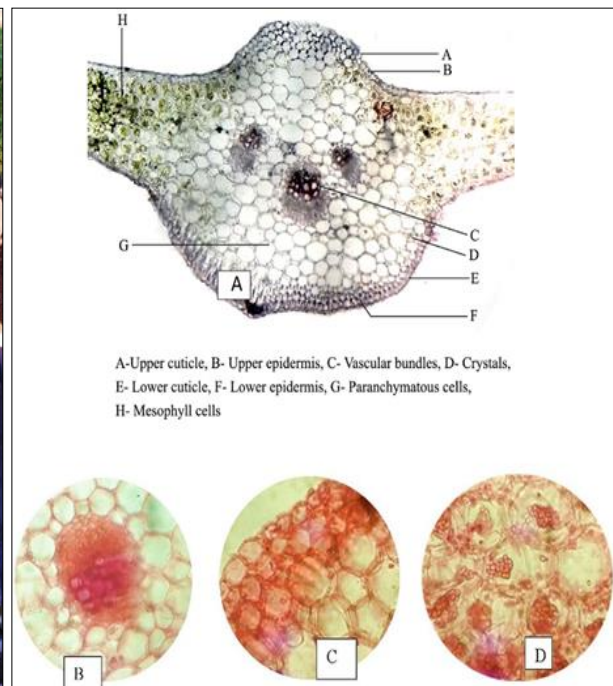 H
A
B
C
D
G
E
A
F
A-Upper cuticle, B- Upper epidermis, C- Vascular bundles, D- Crystals,
E- Lower cuticle, F- Lower epidermis, G- Paranchymatous cells,
H- Mesophyll cells
B
C
D